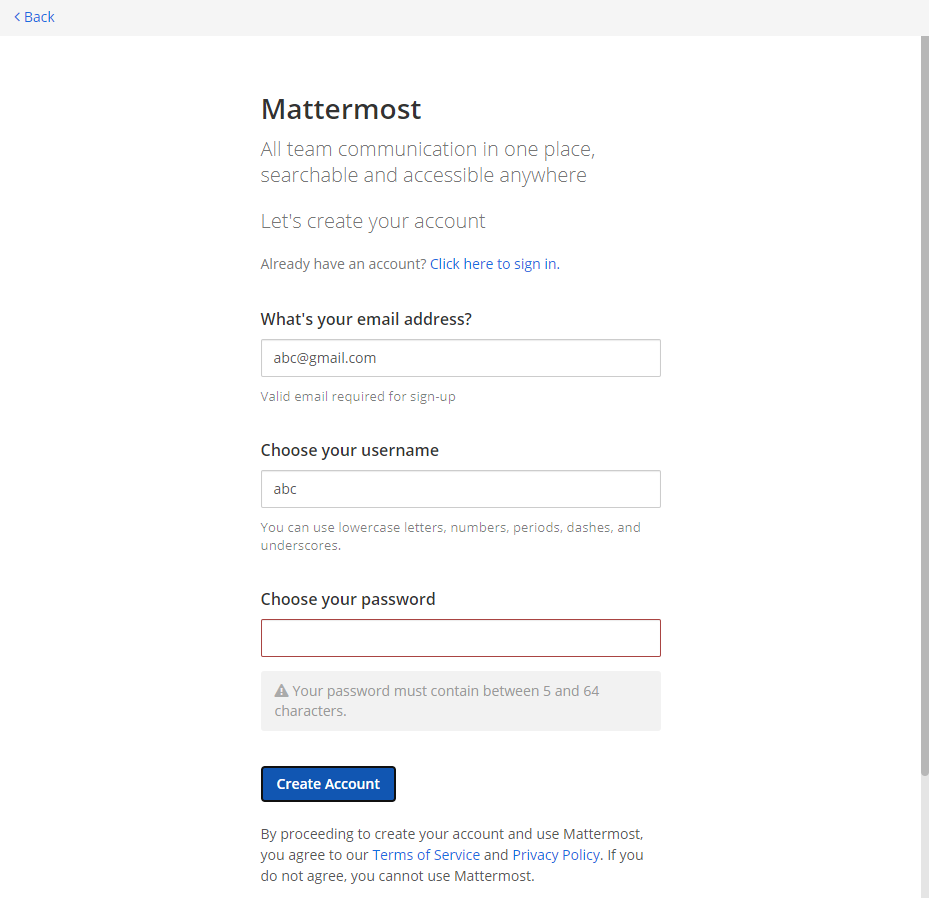 Back
Mattermost
All team communication in one place,
searchable and accessible anywhere
Let's create your account
Already have an account? Click here to sign in.
What's your email address?
abc@gmail.com
Valid email required for sign-up
Choose your username
abc
You can use lowercase letters, numbers, periods, dashes, and
underscores.
Choose your password
Your password must contain between 5 and 64
characters.
Create Account
By proceeding to create your account and use Mattermost,
you agree to our Terms of Service and Privacy Policy. If you
do not agree, you cannot use Mattermost.